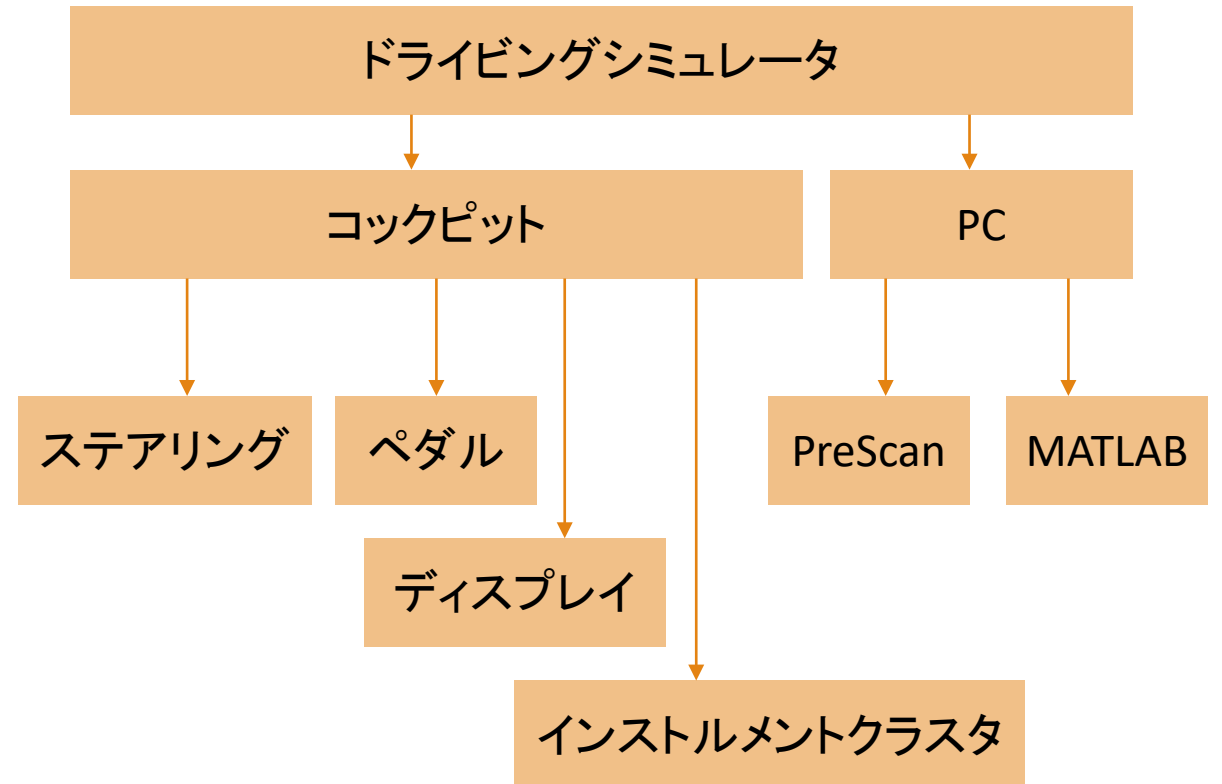 ドライビングシミュレータ
コックピット
PC
ステアリング
ペダル
PreScan
MATLAB
ディスプレイ
インストルメントクラスタ